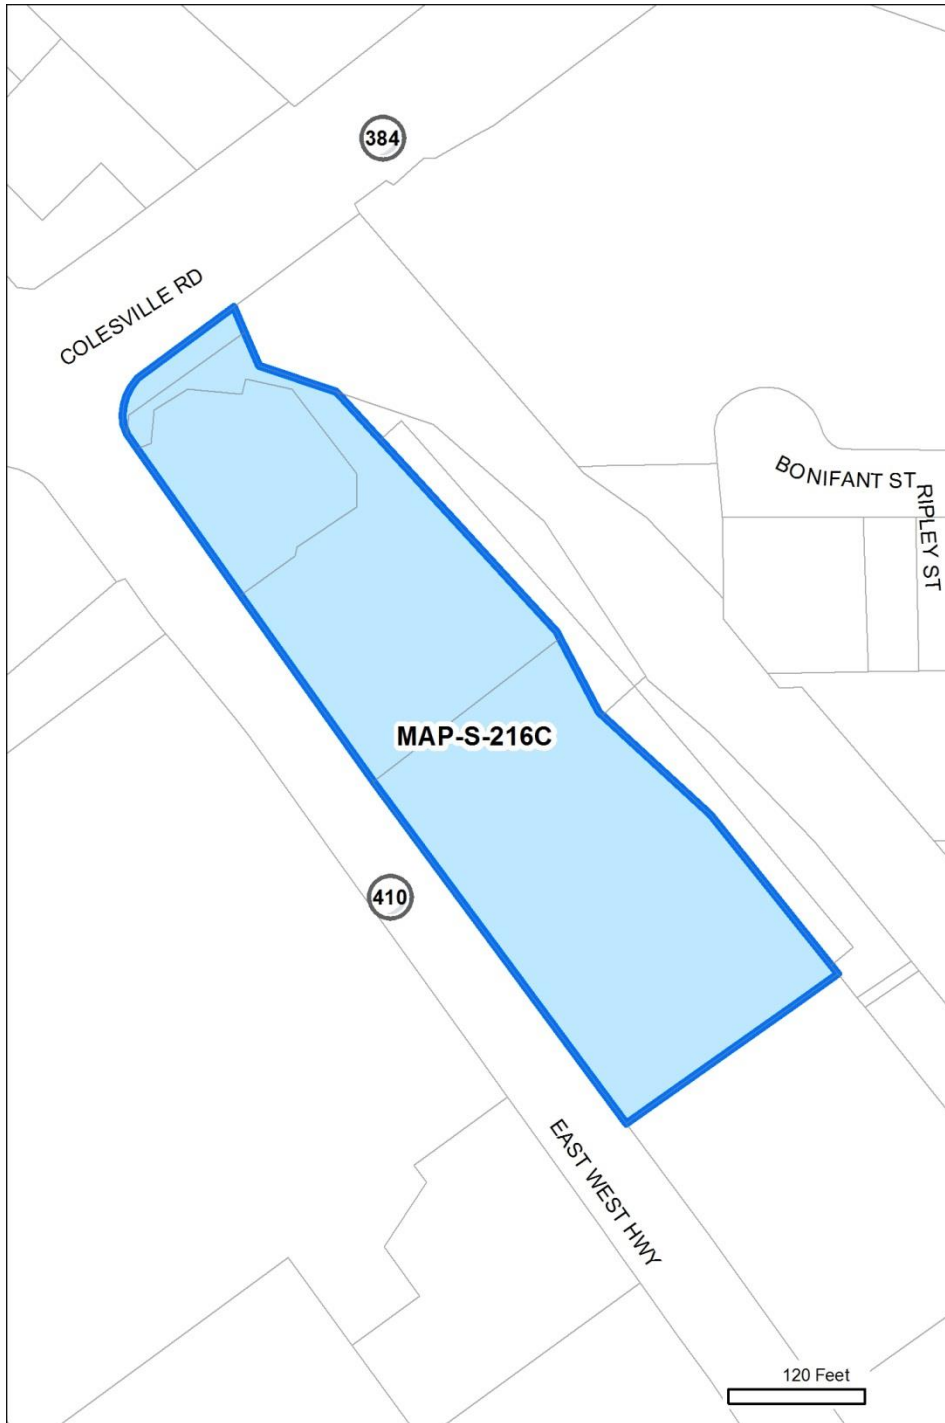 384
COLESVILLE RD
BONIFANT ST
RIPLEY ST
MAP-S-216C
410
EAST WEST HWY
120 Feet